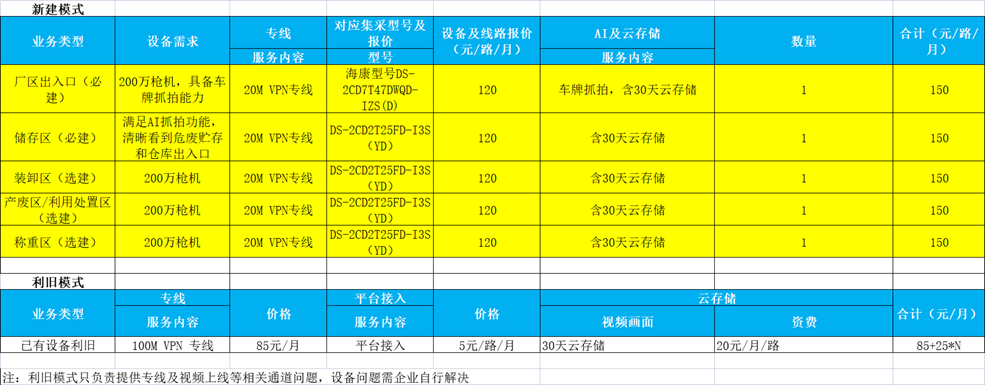 新建模式
业务类型 设备需求 专线 对应集采型号及报价 设备及线路报价（元/路/月） AI及云存储 数量 合计（元/路/月）
服务内容 型号 服务内容
厂区出入口（必建） 200万枪机，具备车牌抓拍能力 20M VPN专线 海康型号DS-2CD7T47DWQD-IZS(D) 120 车牌抓拍，含30天云存储 1 150
储存区（必建） 满足AI抓拍功能，清晰看到危废贮存和仓库出入口 20M VPN专线 DS-2CD2T25FD-I3S（YD） 120 含30天云存储 1 150
装卸区（选建） 200万枪机 20M VPN专线 DS-2CD2T25FD-I3S（YD） 120 含30天云存储 1 150
产废区/利用处置区（选建） 200万枪机 20M VPN专线 DS-2CD2T25FD-I3S（YD） 120 含30天云存储 1 150
称重区（选建） 200万枪机 20M VPN专线 DS-2CD2T25FD-I3S（YD） 120 含30天云存储 1 150
利旧模式
业务类型 专线 价格 平台接入 价格 云存储 合计（元/月）
服务内容 服务内容 视频画面 资费
已有设备利旧 100M VPN 专线 85元/月 平台接入 5元/路/月 30天云存储 20元/月/路 85+25*N
注：利旧模式只负责提供专线及视频上线等相关通道问题，设备问题需企业自行解决